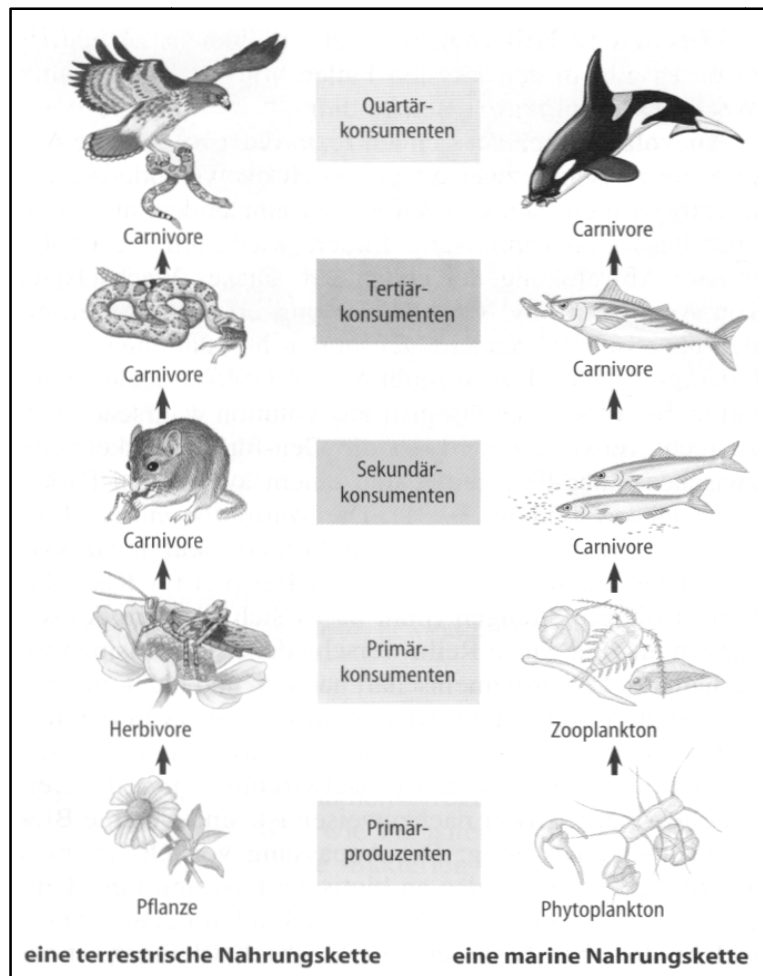 Quartär-
konsumenten
Carnivore
Carnivore
Tertiär-
konsumenten
Carnivore
Carnivore
Sekundär-
konsumenten
Carnivore
Carnivore
Primär-
konsumenten
Herbivore
Zooplankton
Primär-
produzenten
Pflanze
Phytoplankton
eine terrestrische Nahrungskette
eine marine Nahrungskette